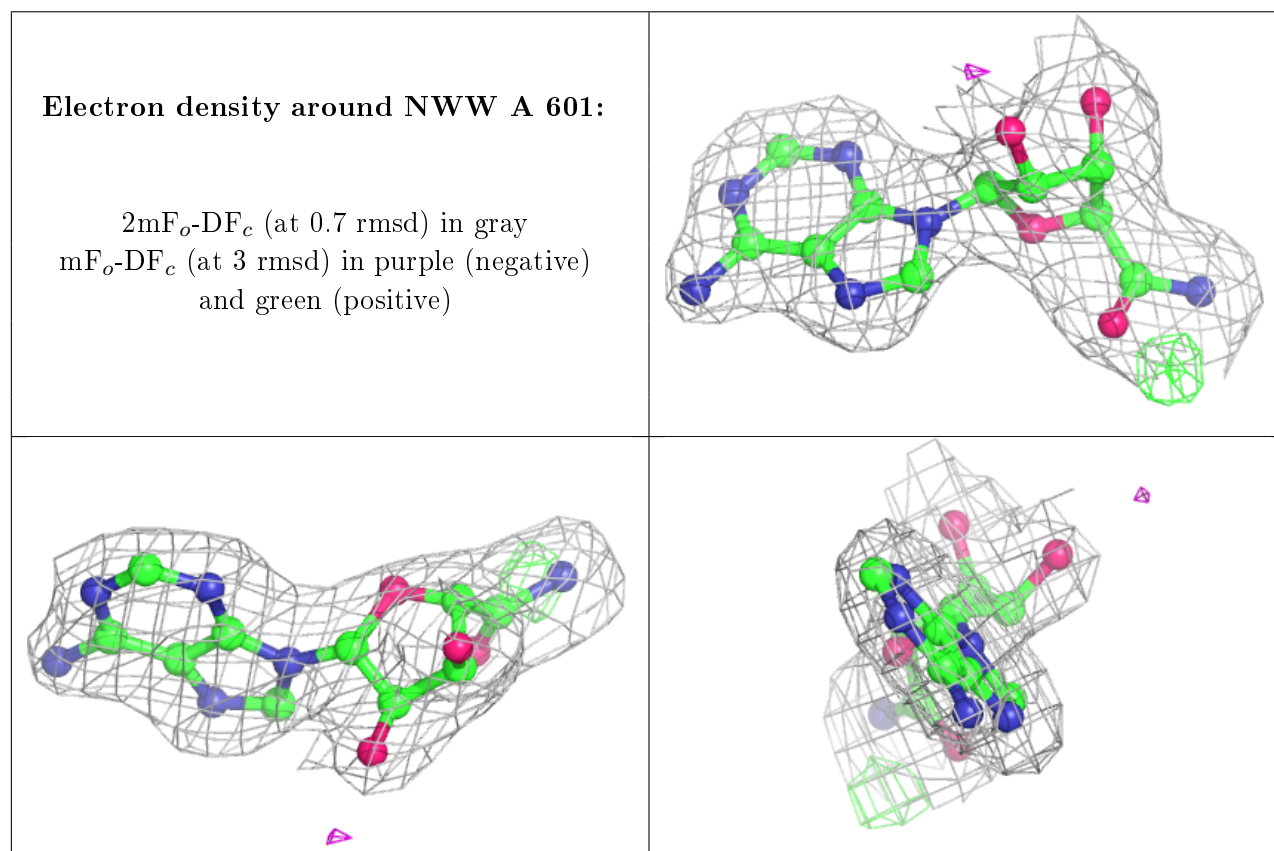 Electron density around NWW A 601:
2mFo-DFc (at 0.7 rmsd) in gray
mFo-DFc (at 3 rmsd) in purple (negative)
and green (positive)